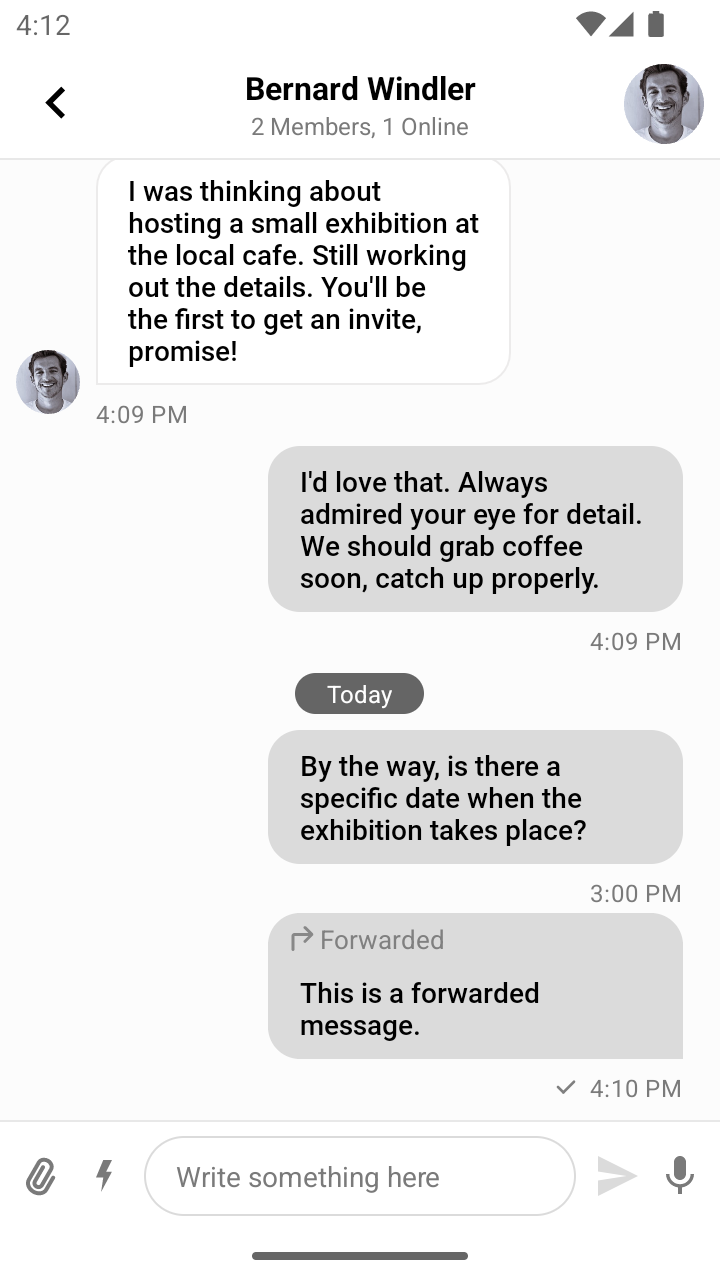 4:12
Bernard Windler
2 Members, 1 Online
I was thinking about
hosting a small exhibition at
the local cafe. Still working
out the details. You'll be
the first to get an invite,
promise!
4:09 PM
I'd love that. Always
admired your eye for detail.
We should grab coffee
soon, catch up properly.
4:09 PM
Today
By the way, is there a
specific date when the
exhibition takes place?
3:00 PM
Forwarded
This is a forwarded
message.
4:10 PM
Write something here